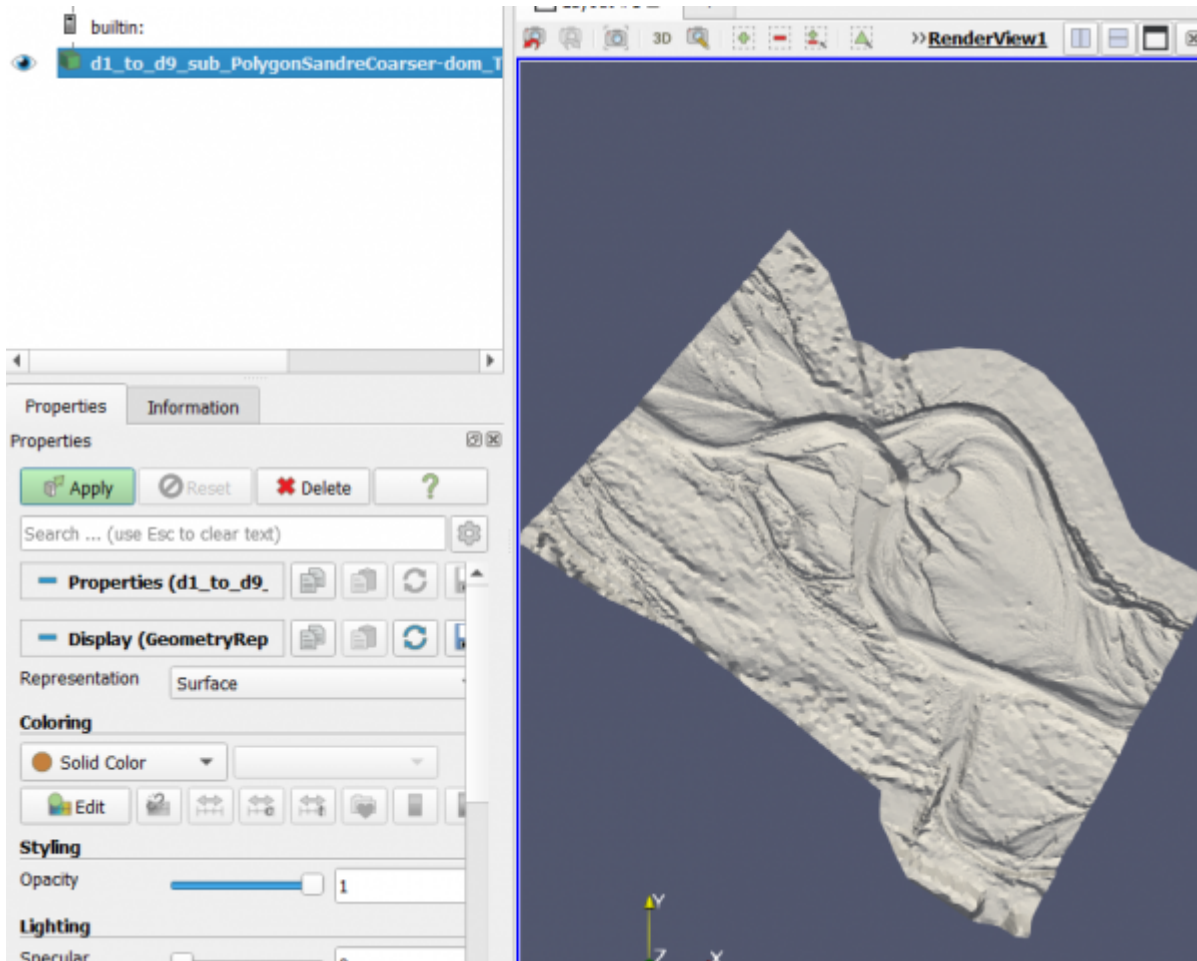 builtin:
3D
RenderView1
d1_to_d9_sub_PolygonSandreCoarser-dom_T
Properties
Information
Properties
Apply
Reset
Delete
?
Search ... (use Esc to clear text)
Properties (d1_to_d9_
Display (GeometryRep
Representation
Surface
Coloring
Solid Color
Edit
Styling
Opacity
1
Lighting
Specular
Y
Z
X